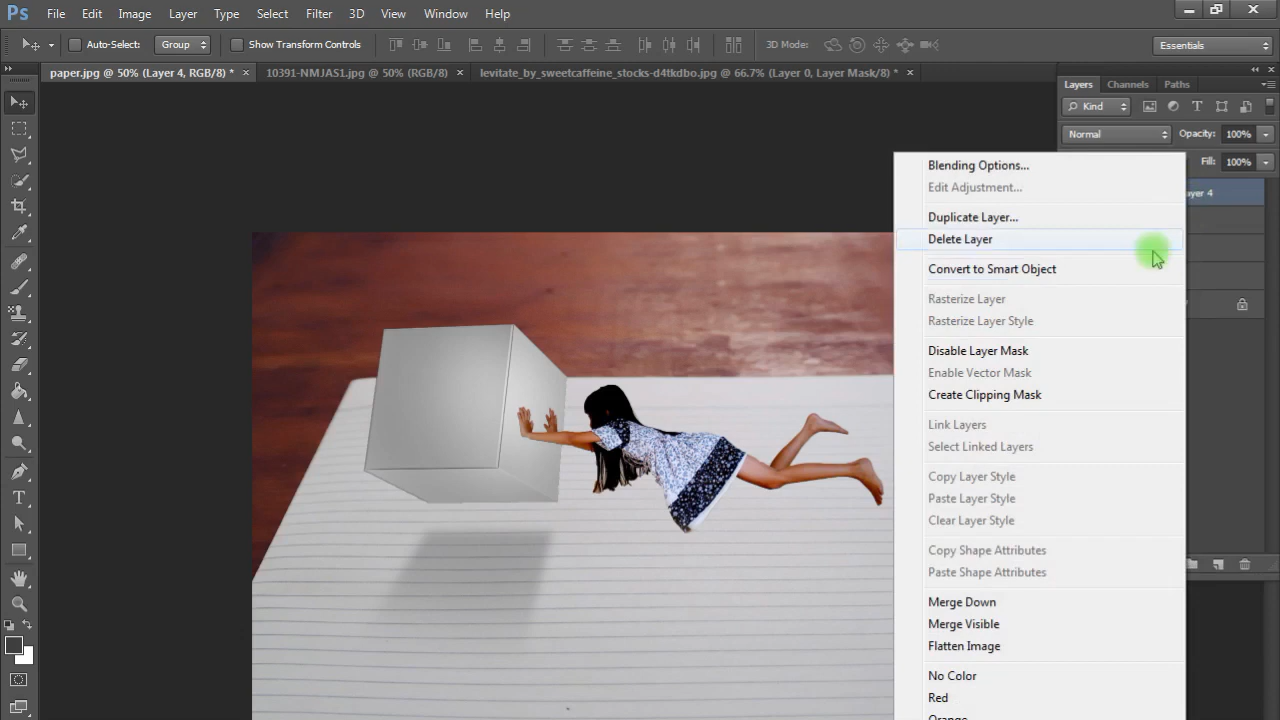 Ps File Edit Image Layer Type Select Filter 3D View Window Help
Auto-Select: Group Show Transform Controls 3D Mode: Essentials
paper.jpg @ 50% (Layer 4, RGB/8) * × 10391-NMJAS1.jpg @ 50% (RGB/8) × levitate_by_sweetcaffeine_stocks-d4tkdbo.jpg @ 66.7% (Layer 0, Layer Mask/8) * ×
Layers Channels Paths
Kind
Normal Opacity: 100%
Fill: 100%
ayer 4
Blending Options...
Edit Adjustment...
Duplicate Layer...
Delete Layer
Convert to Smart Object
Rasterize Layer
Rasterize Layer Style
Disable Layer Mask
Enable Vector Mask
Create Clipping Mask
Link Layers
Select Linked Layers
Copy Layer Style
Paste Layer Style
Clear Layer Style
Copy Shape Attributes
Paste Shape Attributes
Merge Down
Merge Visible
Flatten Image
No Color
Red
Orange